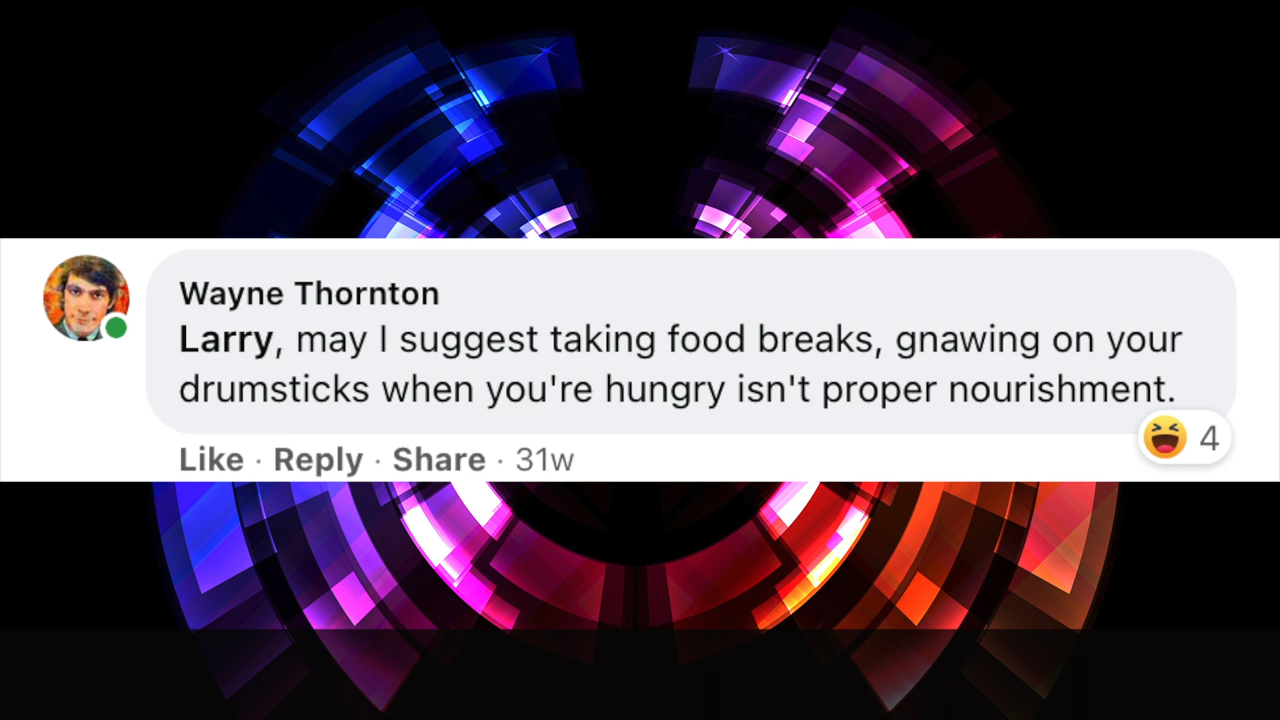 Wayne Thornton
Larry, may I suggest taking food breaks, gnawing on your
drumsticks when you're hungry isn't proper nourishment.
4
Like · Reply · Share · 31w